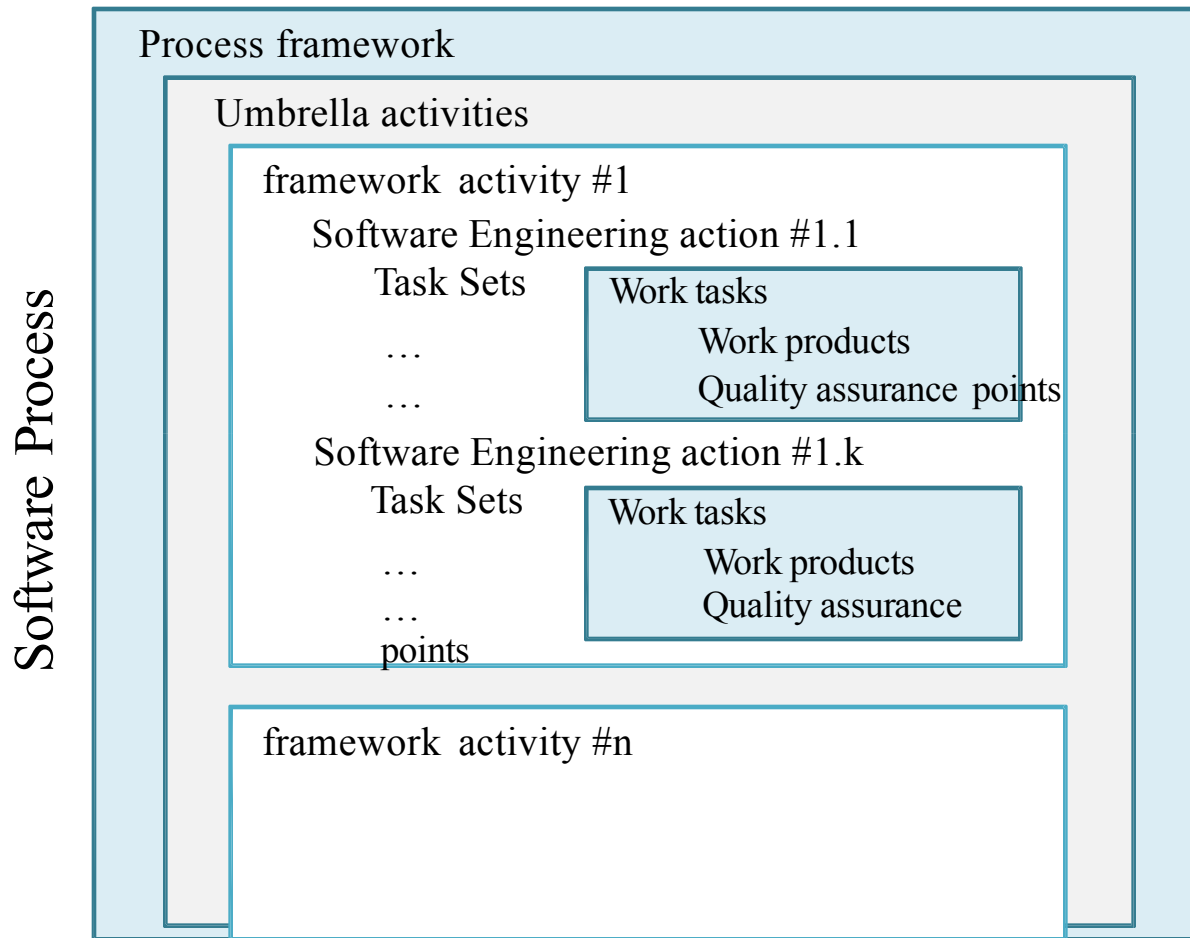 Software Process
Process framework
Umbrella activities
framework activity #1
Software Engineering action #1.1
Task Sets
Work tasks
… Work products
… Quality assurance points
Software Engineering action #1.k
Task Sets
Work tasks
… Work products
… Quality assurance
points
framework activity #n